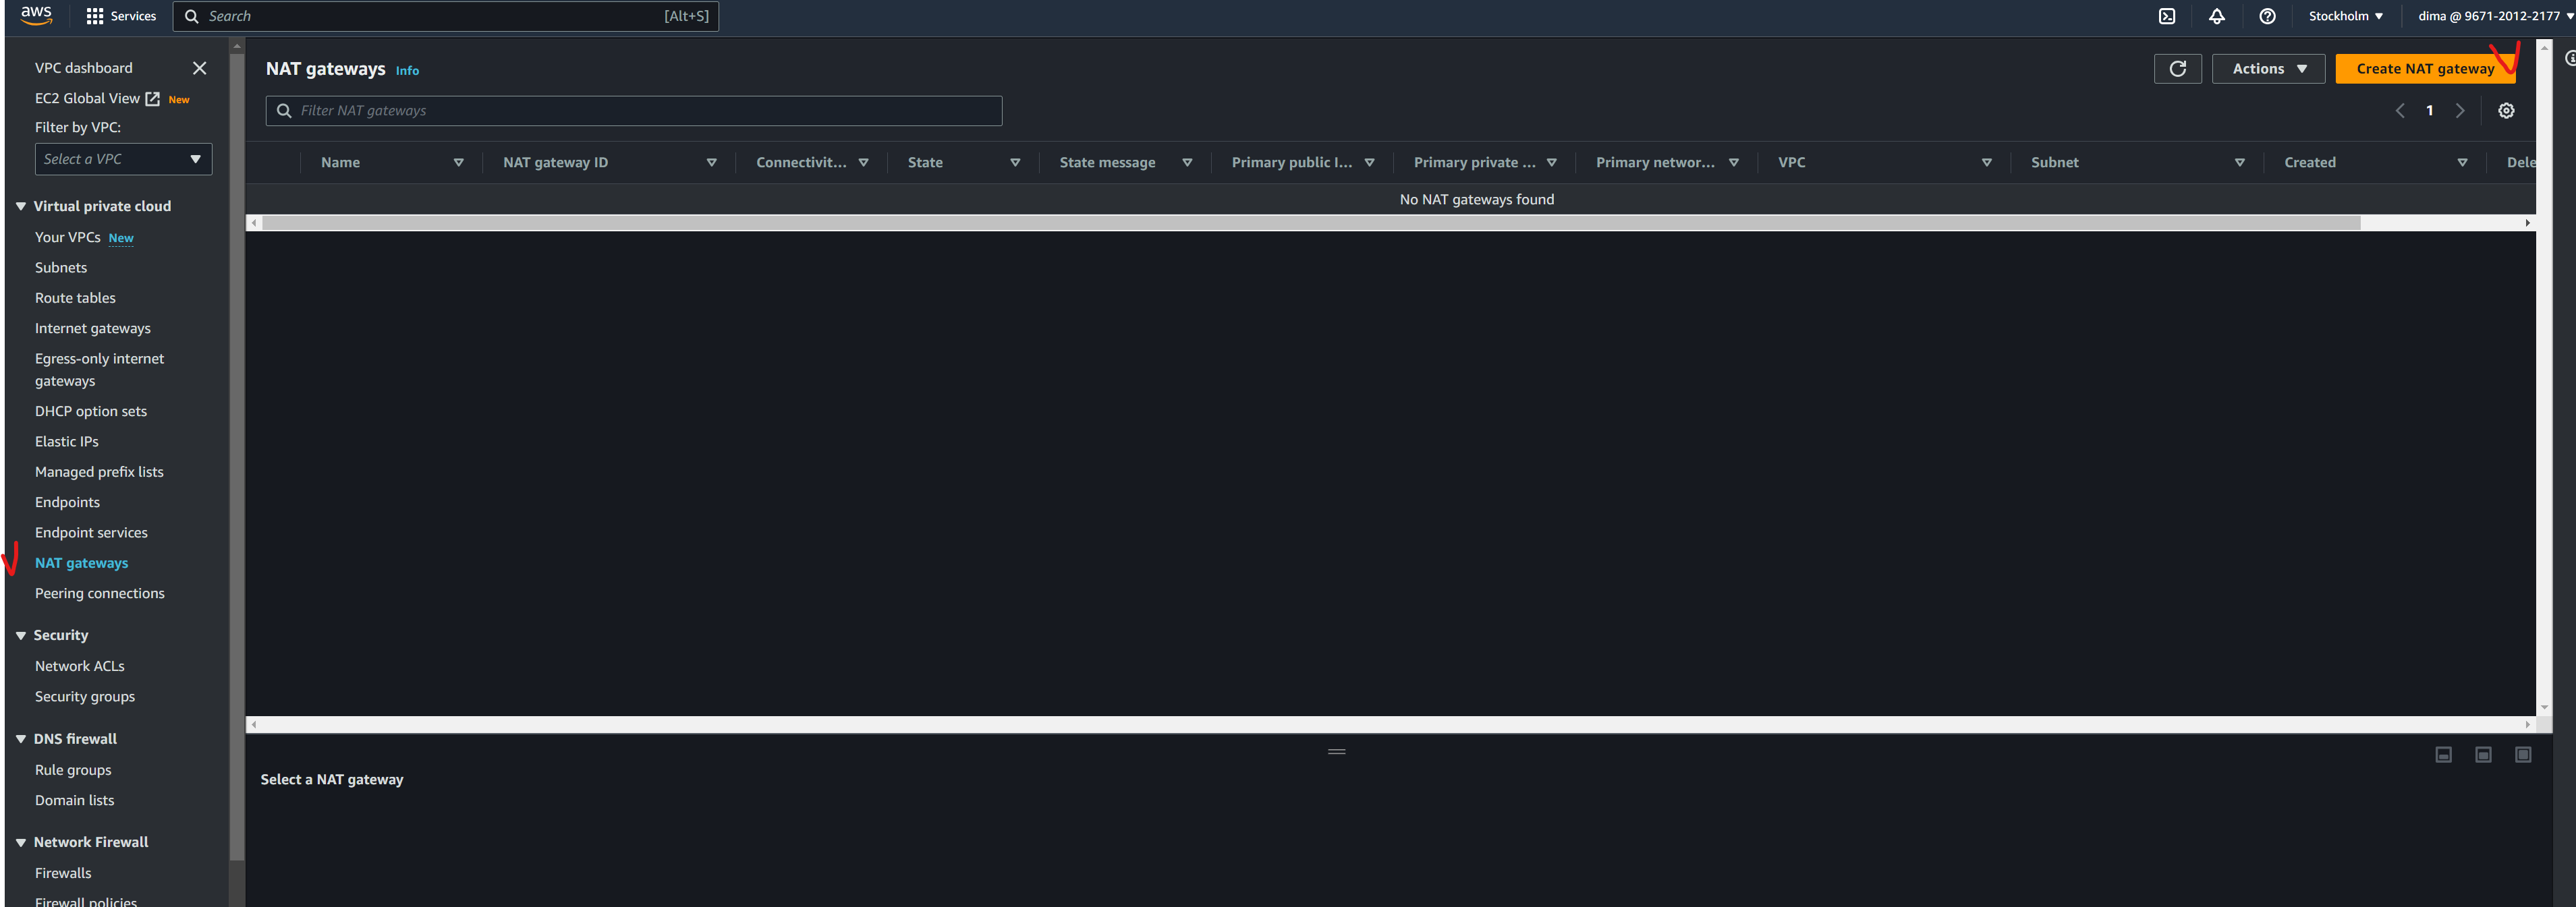 aws
Services
Search [Alt+S]
Stockholm
dima @ 9671-2012-2177
VPC dashboard
EC2 Global View New
Filter by VPC:
Select a VPC
Virtual private cloud
Your VPCs New
Subnets
Route tables
Internet gateways
Egress-only internet
gateways
DHCP option sets
Elastic IPs
Managed prefix lists
Endpoints
Endpoint services
NAT gateways
Peering connections
Security
Network ACLs
Security groups
DNS firewall
Rule groups
Domain lists
Network Firewall
Firewalls
Firewall policies
NAT gateways Info
Actions
Create NAT gateway
Filter NAT gateways
1
Name NAT gateway ID Connectivit... State State message Primary public I... Primary private ... Primary networ... VPC Subnet Created Dele
No NAT gateways found
Select a NAT gateway